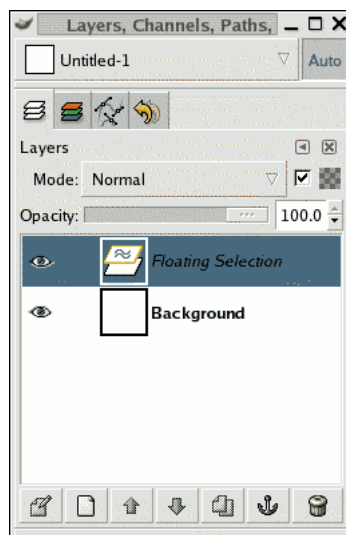 Layers, Channels, Paths,
Untitled-1
Auto
Layers
Mode: Normal
Opacity: 100.0
Floating Selection
Background